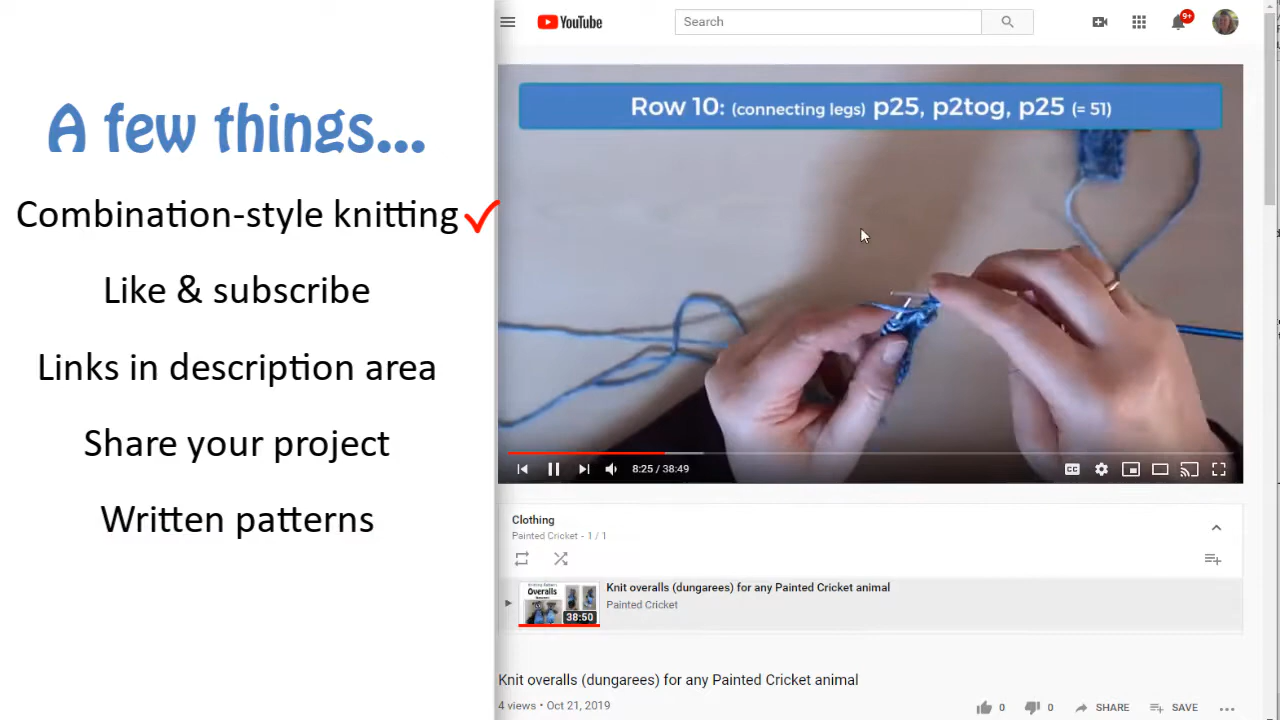 A few things...
Combination-style knitting
Like & subscribe
Links in description area
Share your project
Written patterns
YouTube
Search
9+
Row 10: (connecting legs) p25, p2tog, p25 (= 51)
8:25 / 38:49
CC
Clothing
Painted Cricket - 1 / 1
Overalls
38:50
Knit overalls (dungarees) for any Painted Cricket animal
Painted Cricket
Knit overalls (dungarees) for any Painted Cricket animal
4 views • Oct 21, 2019
0
0
SHARE
SAVE